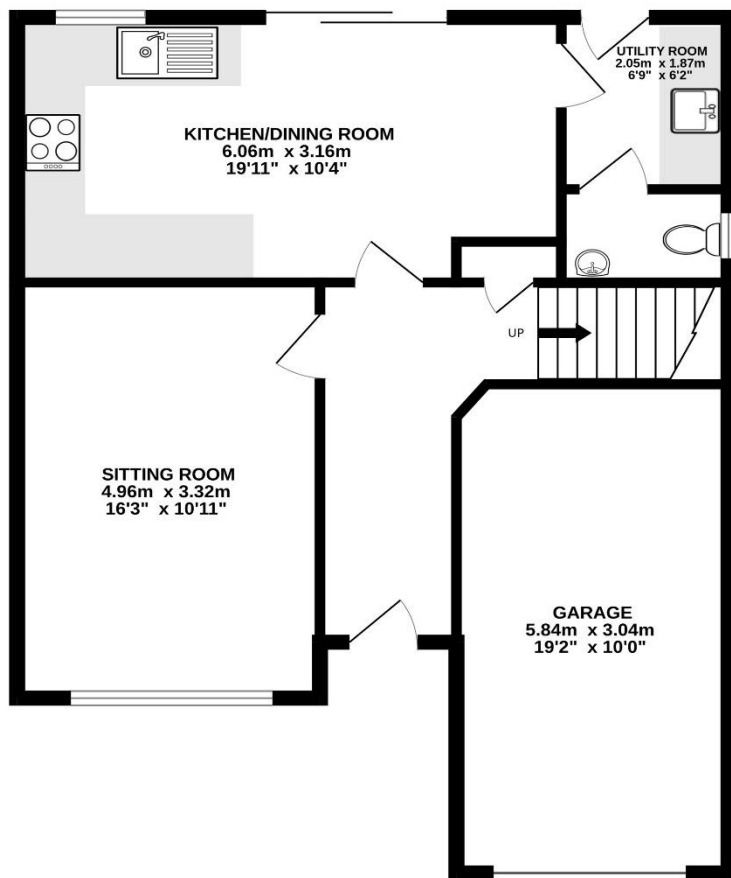 UTILITY ROOM
2.05m x 1.87m
6'9" x 6'2"
KITCHEN/DINING ROOM
6.06m x 3.16m
19'11" x 10'4"
UP
SITTING ROOM
4.96m x 3.32m
16'3" x 10'11"
GARAGE
5.84m x 3.04m
19'2" x 10'0"